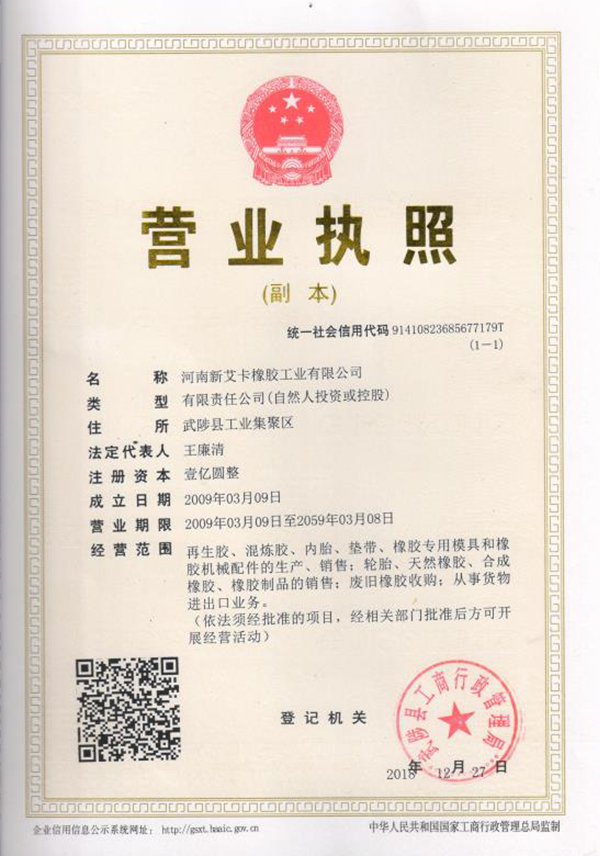 营业执照
(副 本)
统一社会信用代码 91410823685677179T
(1-1)
名 称 河南新艾卡橡胶工业有限公司
类 型 有限责任公司(自然人投资或控股)
住 所 武陟县工业集聚区
法定代表人 王廉清
注册资本 壹亿圆整
成立日期 2009年03月09日
营业期限 2009年03月09日至2059年03月08日
经营范围 再生胶、混炼胶、内胎、垫带、橡胶专用模具和橡
胶机械配件的生产、销售；轮胎、天然橡胶、合成
橡胶、橡胶制品的销售；废旧橡胶收购；从事货物
进出口业务。
(依法须经批准的项目，经相关部门批准后方可开
展经营活动)
武陟县工商行政管理局
登记机关
2018 年 12 月 27 日
企业信用信息公示系统网址： http://gsxt.haaic.gov.cn
中华人民共和国国家工商行政管理总局监制